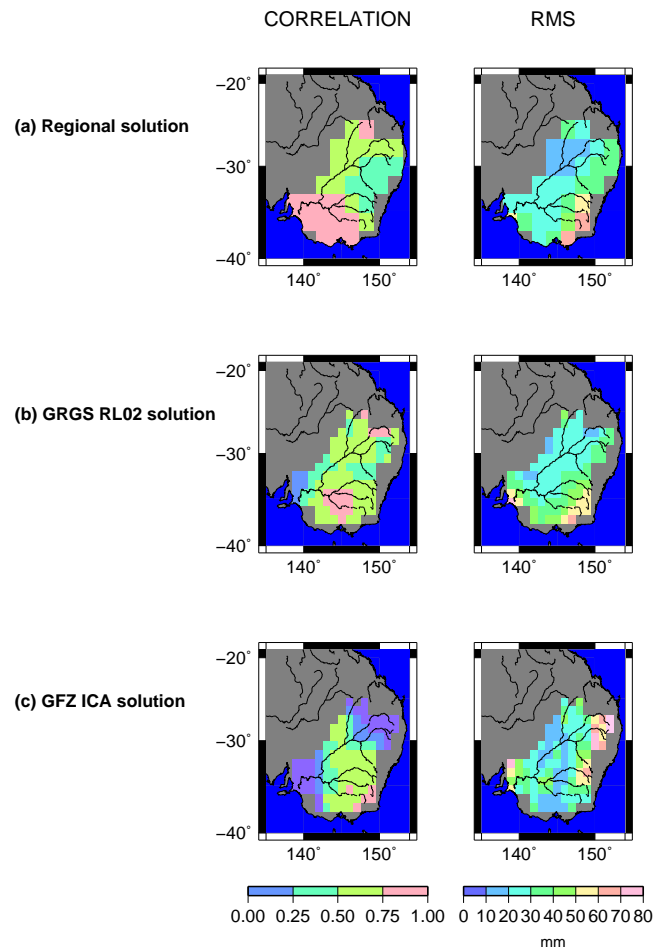 CORRELATION RMS
(a) Regional solution
−20˚
−30˚
−40˚
140˚ 150˚ 140˚ 150˚
(b) GRGS RL02 solution
−20˚
−30˚
−40˚
140˚ 150˚ 140˚ 150˚
(c) GFZ ICA solution
−20˚
−30˚
−40˚
140˚ 150˚ 140˚ 150˚
0.00 0.25 0.50 0.75 1.00 0 10 20 30 40 50 60 70 80
mm